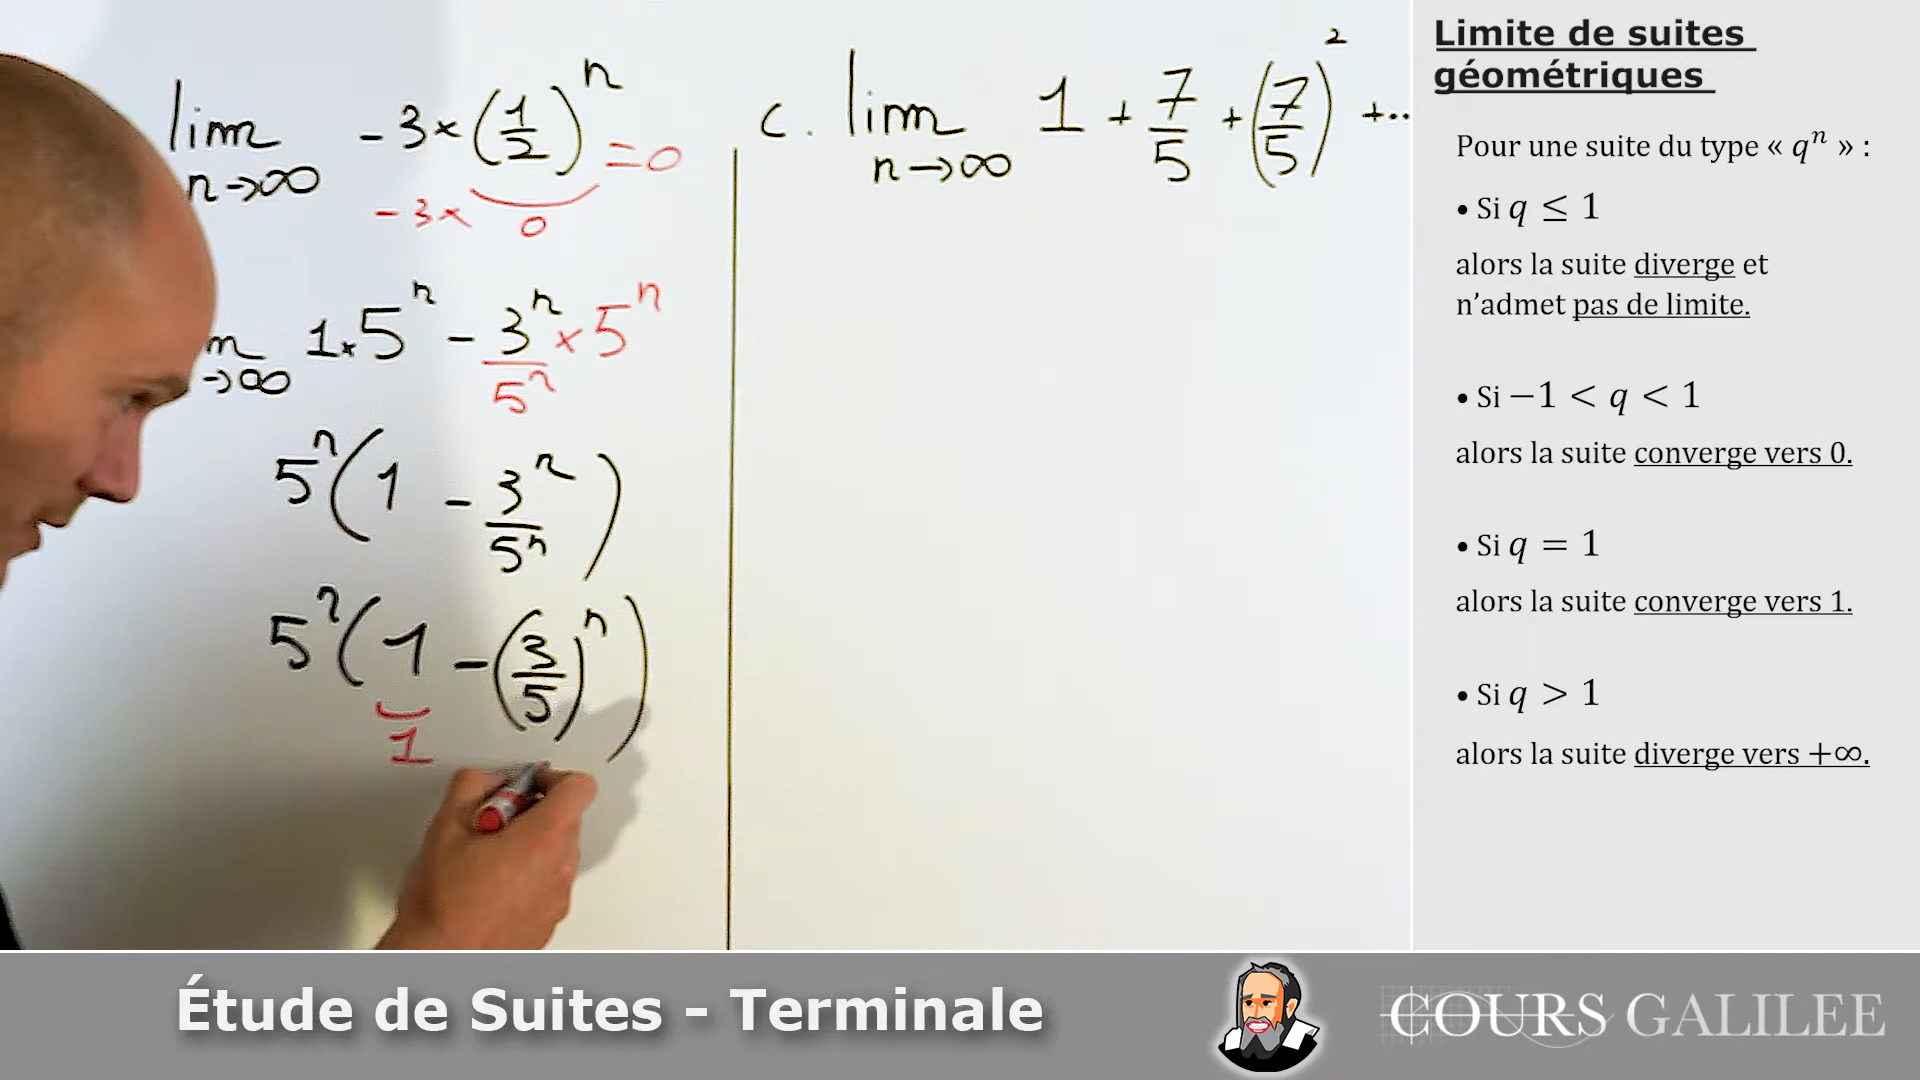 lim -3×(1/2)^n =0
n→∞
-3× 0
m 1×5^n - 3^n/5^n ×5^n
→∞
5^n(1 - 3^n/5^n)
5^n(1 -(3/5)^n)
1
c. lim 1 + 7/5 + (7/5)^2 +..
n→∞
Limite de suites
géométriques
Pour une suite du type « qⁿ » :
• Si q ≤ 1
alors la suite diverge et
n’admet pas de limite.
• Si −1 < q < 1
alors la suite converge vers 0.
• Si q = 1
alors la suite converge vers 1.
• Si q > 1
alors la suite diverge vers +∞.
Étude de Suites - Terminale
COURS GALILEE